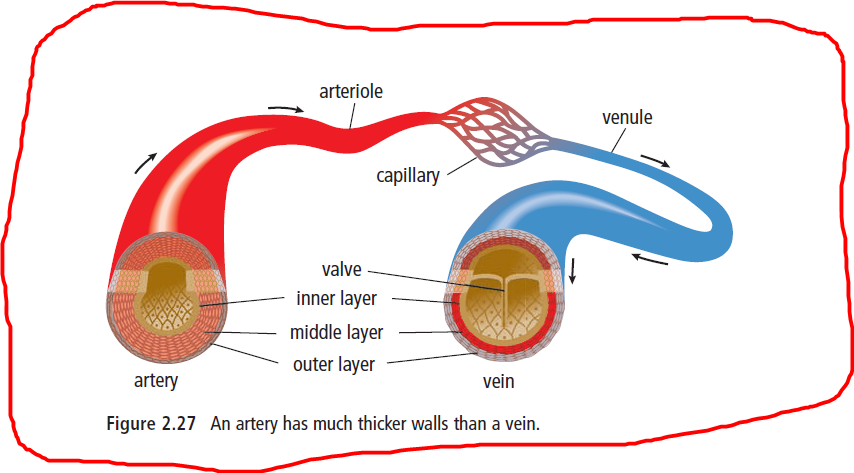 arteriole
venule
capillary
valve
inner layer
middle layer
outer layer
artery
vein
Figure 2.27 An artery has much thicker walls than a vein.